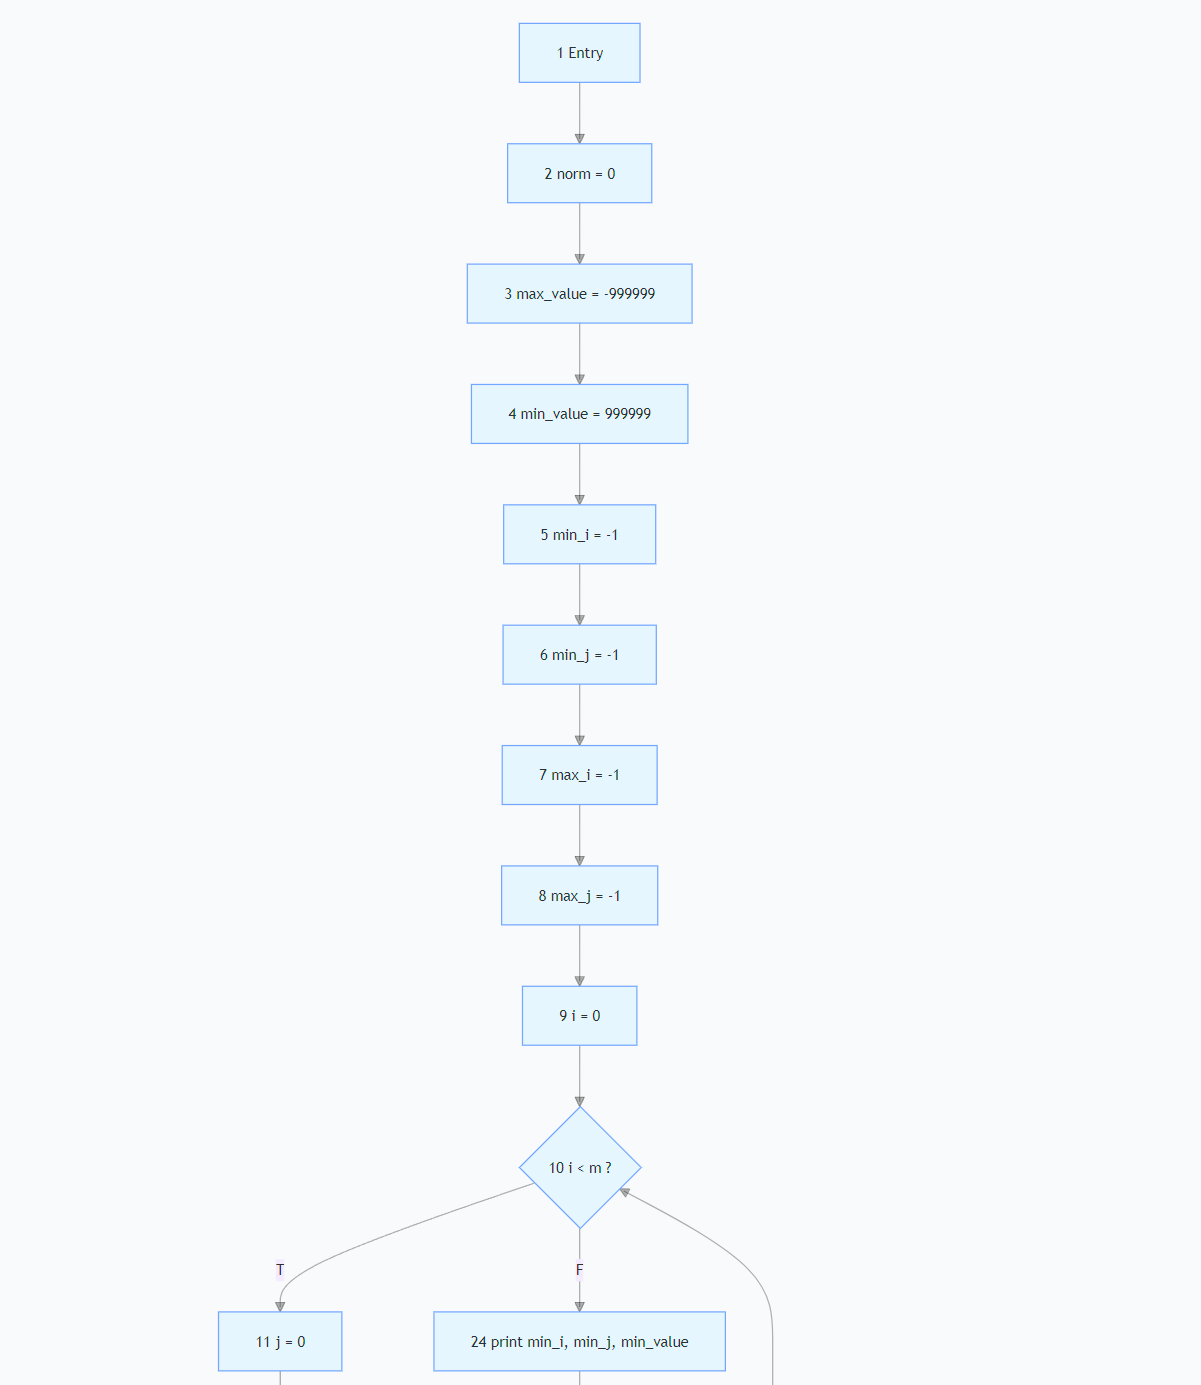 1 Entry
2 norm = 0
3 max_value = -999999
4 min_value = 999999
5 min_i = -1
6 min_j = -1
7 max_i = -1
8 max_j = -1
9 i = 0
10 i < m ?
T
F
11 j = 0
24 print min_i, min_j, min_value